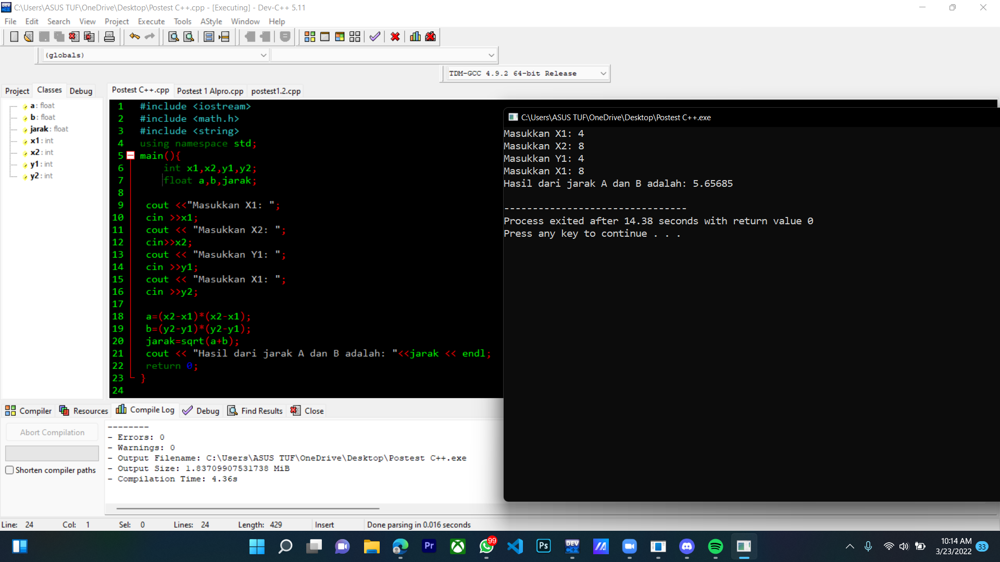 C:\Users\ASUS TUF\OneDrive\Desktop\Postest C++.cpp - [Executing] - Dev-C++ 5.11
File Edit Search View Project Execute Tools AStyle Window Help
(globals)
TDM-GCC 4.9.2 64-bit Release
Project Classes Debug
a : float
b : float
jarak : float
x1 : int
x2 : int
y1 : int
y2 : int
Postest C++.cpp Postest 1 Alpro.cpp postest1.2.cpp
1 #include <iostream>
2 #include <math.h>
3 #include <string>
4 using namespace std;
5 main(){
6 int x1,x2,y1,y2;
7 float a,b,jarak;
8
9 cout <<"Masukkan X1: ";
10 cin >>x1;
11 cout << "Masukkan X2: ";
12 cin>>x2;
13 cout << "Masukkan Y1: ";
14 cin >>y1;
15 cout << "Masukkan X1: ";
16 cin >>y2;
17
18 a=(x2-x1)*(x2-x1);
19 b=(y2-y1)*(y2-y1);
20 jarak=sqrt(a+b);
21 cout << "Hasil dari jarak A dan B adalah: "<<jarak << endl;
22 return 0;
23 }
24
C:\Users\ASUS TUF\OneDrive\Desktop\Postest C++.exe
Masukkan X1: 4
Masukkan X2: 8
Masukkan Y1: 4
Masukkan X1: 8
Hasil dari jarak A dan B adalah: 5.65685
--------------------------------
Process exited after 14.38 seconds with return value 0
Press any key to continue . . .
Compiler Resources Compile Log Debug Find Results Close
Abort Compilation
Shorten compiler paths
--------
- Errors: 0
- Warnings: 0
- Output Filename: C:\Users\ASUS TUF\OneDrive\Desktop\Postest C++.exe
- Output Size: 1.83709907531738 MiB
- Compilation Time: 4.36s
Line: 24 Col: 1 Sel: 0 Lines: 24 Length: 429 Insert Done parsing in 0.016 seconds
Pr 99 Ps DEV C++
10:14 AM
3/23/2022 33